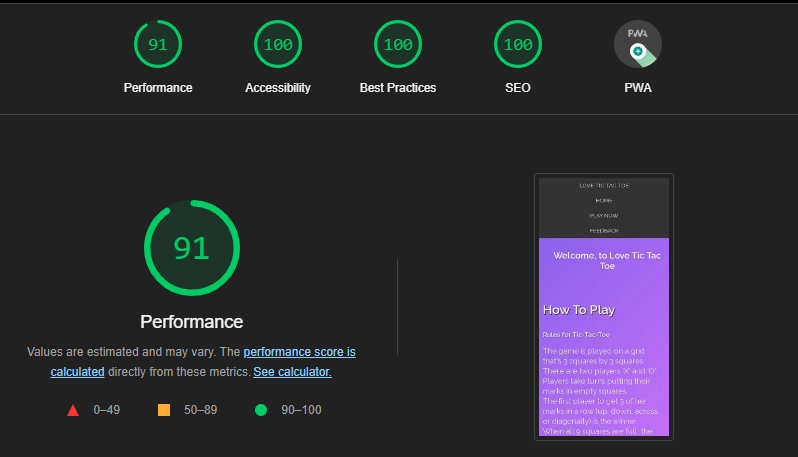 91
100
100
100
PWA
Performance
Accessibility
Best Practices
SEO
PWA
91
Performance
Values are estimated and may vary. The performance score is
calculated directly from these metrics. See calculator.
0–49
50–89
90–100
LOVE TIC TAC TOE
HOME
PLAY NOW
FEEDBACK
Welcome, to Love Tic Tac
Toe
How To Play
Rules for Tic-Tac-Toe
The game is played on a grid
that's 3 squares by 3 squares.
There are two players 'X' and 'O'.
Players take turns putting their
marks in empty squares.
The first player to get 3 of her
marks in a row (up, down, across,
or diagonally) is the winner.
When all 9 squares are full, the